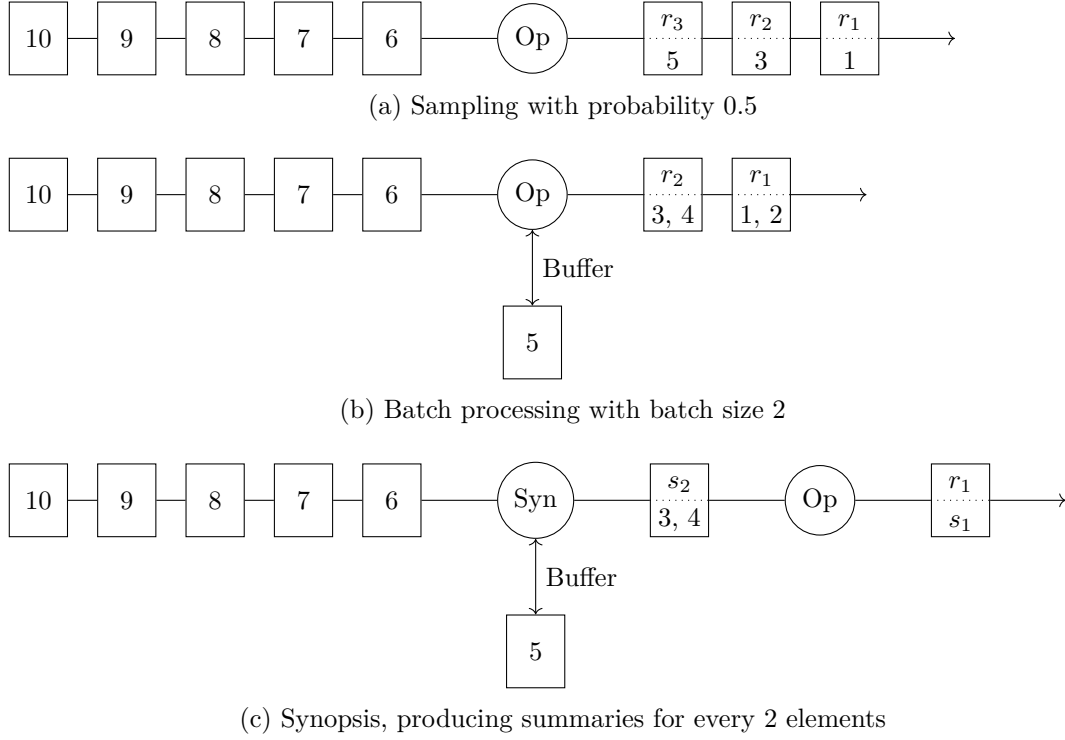 10 9 8 7 6 Op r3 5 r2 3 r1 1
(a) Sampling with probability 0.5
10 9 8 7 6 Op r2 3, 4 r1 1, 2
Buffer
5
(b) Batch processing with batch size 2
10 9 8 7 6 Syn s2 3, 4 Op r1 s1
Buffer
5
(c) Synopsis, producing summaries for every 2 elements